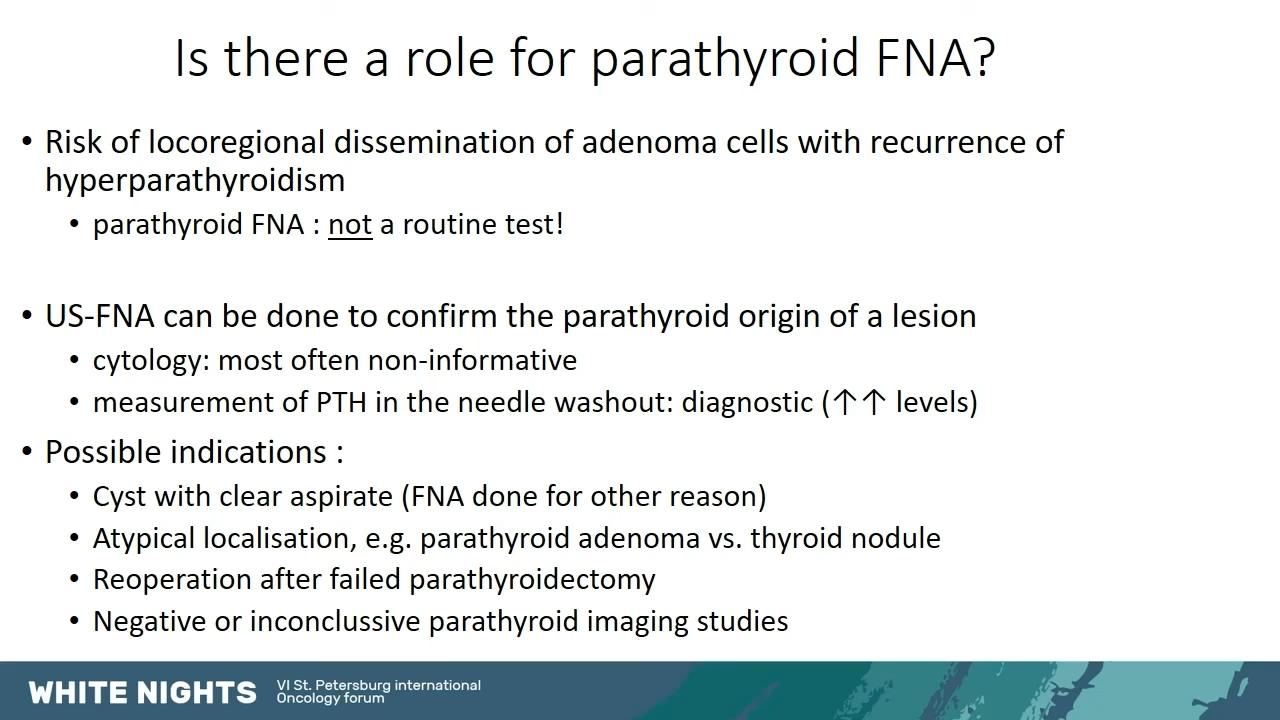 Is there a role for parathyroid FNA?
• Risk of locoregional dissemination of adenoma cells with recurrence of
hyperparathyroidism
• parathyroid FNA : not a routine test!
• US-FNA can be done to confirm the parathyroid origin of a lesion
• cytology: most often non-informative
• measurement of PTH in the needle washout: diagnostic (↑↑ levels)
• Possible indications :
• Cyst with clear aspirate (FNA done for other reason)
• Atypical localisation, e.g. parathyroid adenoma vs. thyroid nodule
• Reoperation after failed parathyroidectomy
• Negative or inconclussive parathyroid imaging studies
WHITE NIGHTS
VI St. Petersburg international
Oncology forum